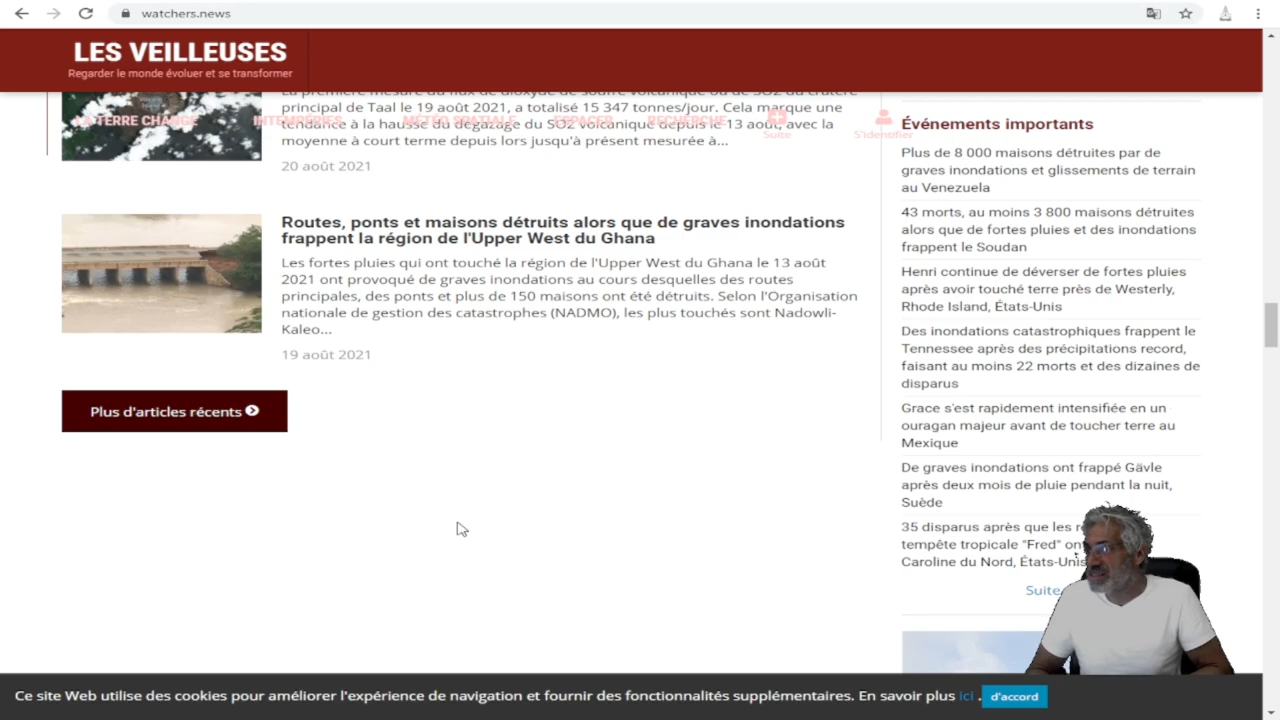 watchers.news
LES VEILLEUSES
Regarder le monde évoluer et se transformer
LA TERRE CHANGE
INTEMPÉRIES
MÉTÉO SPATIALE
ESPACER
RECHERCHE
Suite
S'identifier
principal de Taal le 19 août 2021, a totalisé 15 347 tonnes/jour. Cela marque une
tendance à la hausse du dégazage du SO2 volcanique depuis le 13 août, avec la
moyenne à court terme depuis lors jusqu'à présent mesurée à...
20 août 2021
Routes, ponts et maisons détruits alors que de graves inondations
frappent la région de l'Upper West du Ghana
Les fortes pluies qui ont touché la région de l'Upper West du Ghana le 13 août
2021 ont provoqué de graves inondations au cours desquelles des routes
principales, des ponts et plus de 150 maisons ont été détruits. Selon l'Organisation
nationale de gestion des catastrophes (NADMO), les plus touchés sont Nadowli-
Kaleo...
19 août 2021
Plus d'articles récents
Événements importants
Plus de 8 000 maisons détruites par de
graves inondations et glissements de terrain
au Venezuela
43 morts, au moins 3 800 maisons détruites
alors que de fortes pluies et des inondations
frappent le Soudan
Henri continue de déverser de fortes pluies
après avoir touché terre près de Westerly,
Rhode Island, États-Unis
Des inondations catastrophiques frappent le
Tennessee après des précipitations record,
faisant au moins 22 morts et des dizaines de
disparus
Grace s'est rapidement intensifiée en un
ouragan majeur avant de toucher terre au
Mexique
De graves inondations ont frappé Gävle
après deux mois de pluie pendant la nuit,
Suède
35 disparus après que les
tempête tropicale "Fred"
Caroline du Nord, États-Unis
Suite
Ce site Web utilise des cookies pour améliorer l'expérience de navigation et fournir des fonctionnalités supplémentaires. En savoir plus ici . d'accord